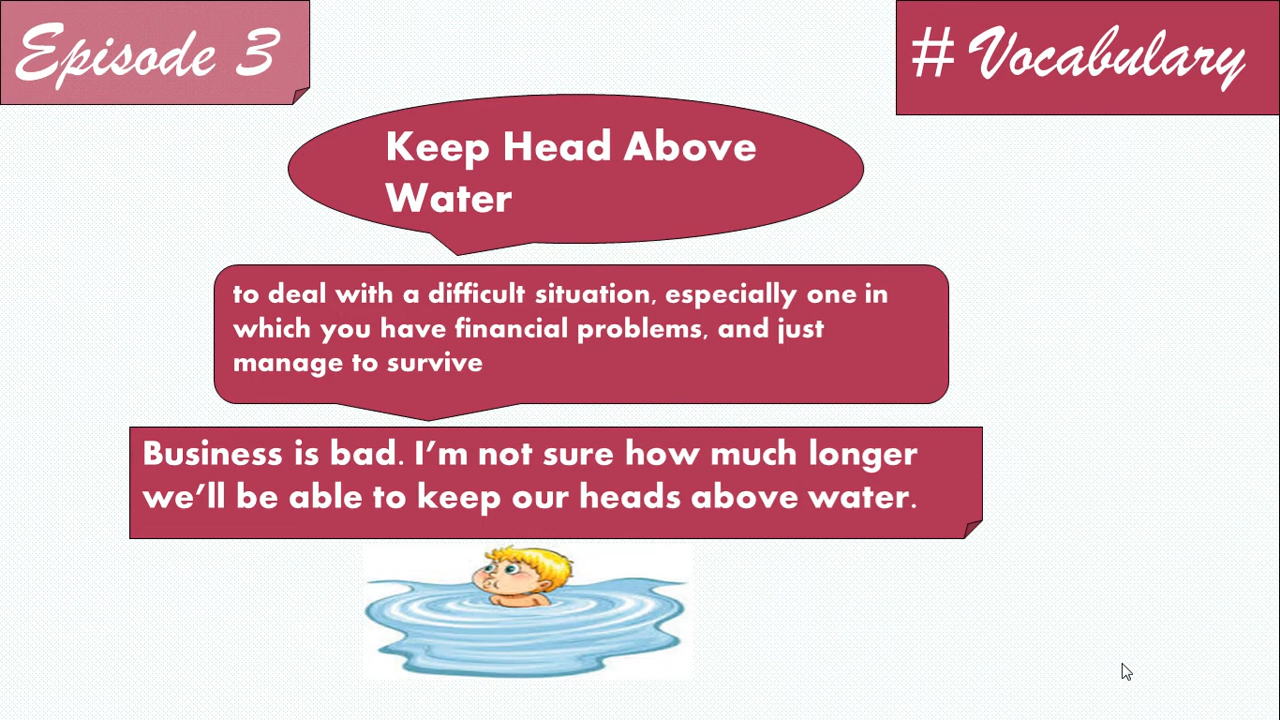 Episode 3
# Vocabulary
Keep Head Above
Water
to deal with a difficult situation, especially one in
which you have financial problems, and just
manage to survive
Business is bad. I’m not sure how much longer
we’ll be able to keep our heads above water.